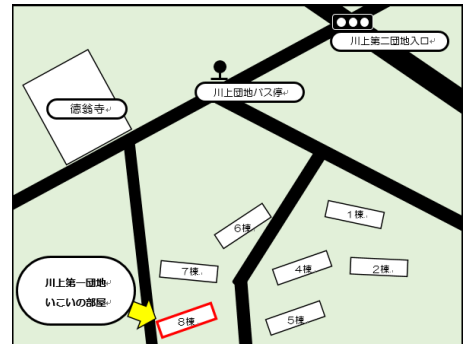 川上第二団地入口
川上団地バス停
徳翁寺
1棟
6棟
7棟
4棟
2棟
川上第一団地
いこいの部屋
8棟
5棟